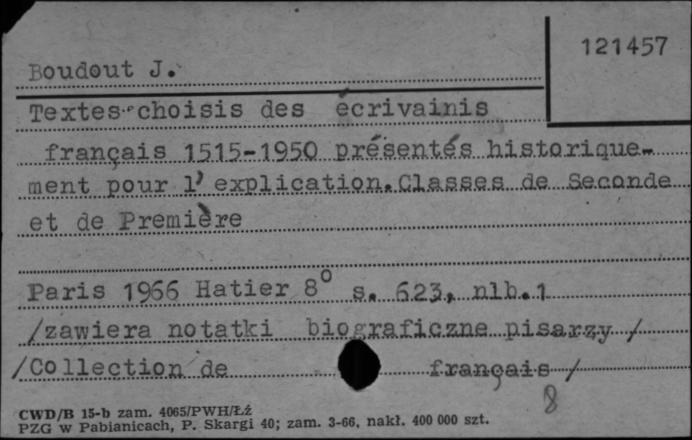 121457
Boudout J.
Textes choisis des écrivainis
français 1515-1950 présentés historique-
ment pour l'explication. Classes de Seconde
et de Première
Paris 1966 Hatier 8° s. 623, nlb. 1
/zawiera notatki biograficzne pisarzy /
/Collection de français /
8
CWD/B 15-b zam. 4065/PWH/Łż
PZG w Pabianicach, P. Skargi 40; zam. 3-66, nakł. 400 000 szt.